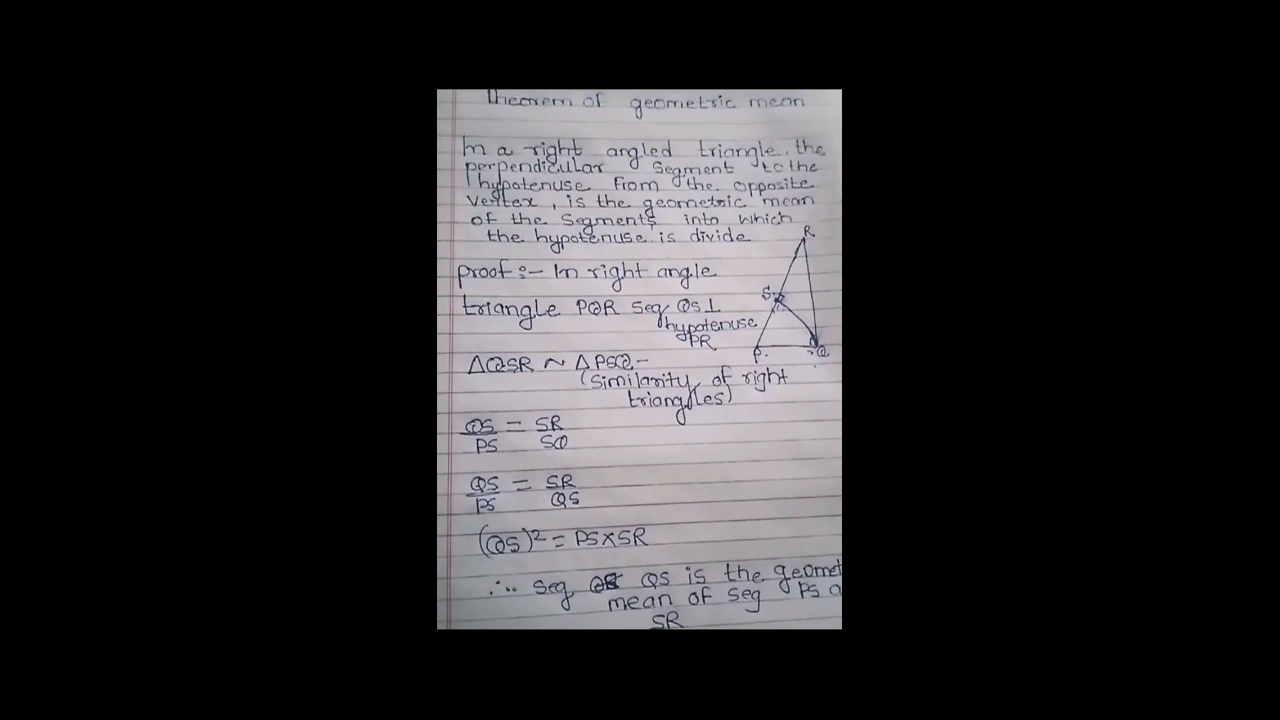 Theorem of geometric mean
In a right angled triangle, the
perpendicular segment to the
hypotenuse from the opposite
vertex, is the geometric mean
of the segments into which
the hypotenuse is divide
R
proof :- In right angle
S
triangle PQR seg QS ⊥
hypotenuse
PR
P. Q
△QSR ~ △PSQ -
(similarity of right
triangles)
QS = SR
PS SQ
QS = SR
PS QS
(QS)² = PS×SR
∴ seg QS is the geomet
mean of seg PS a
SR